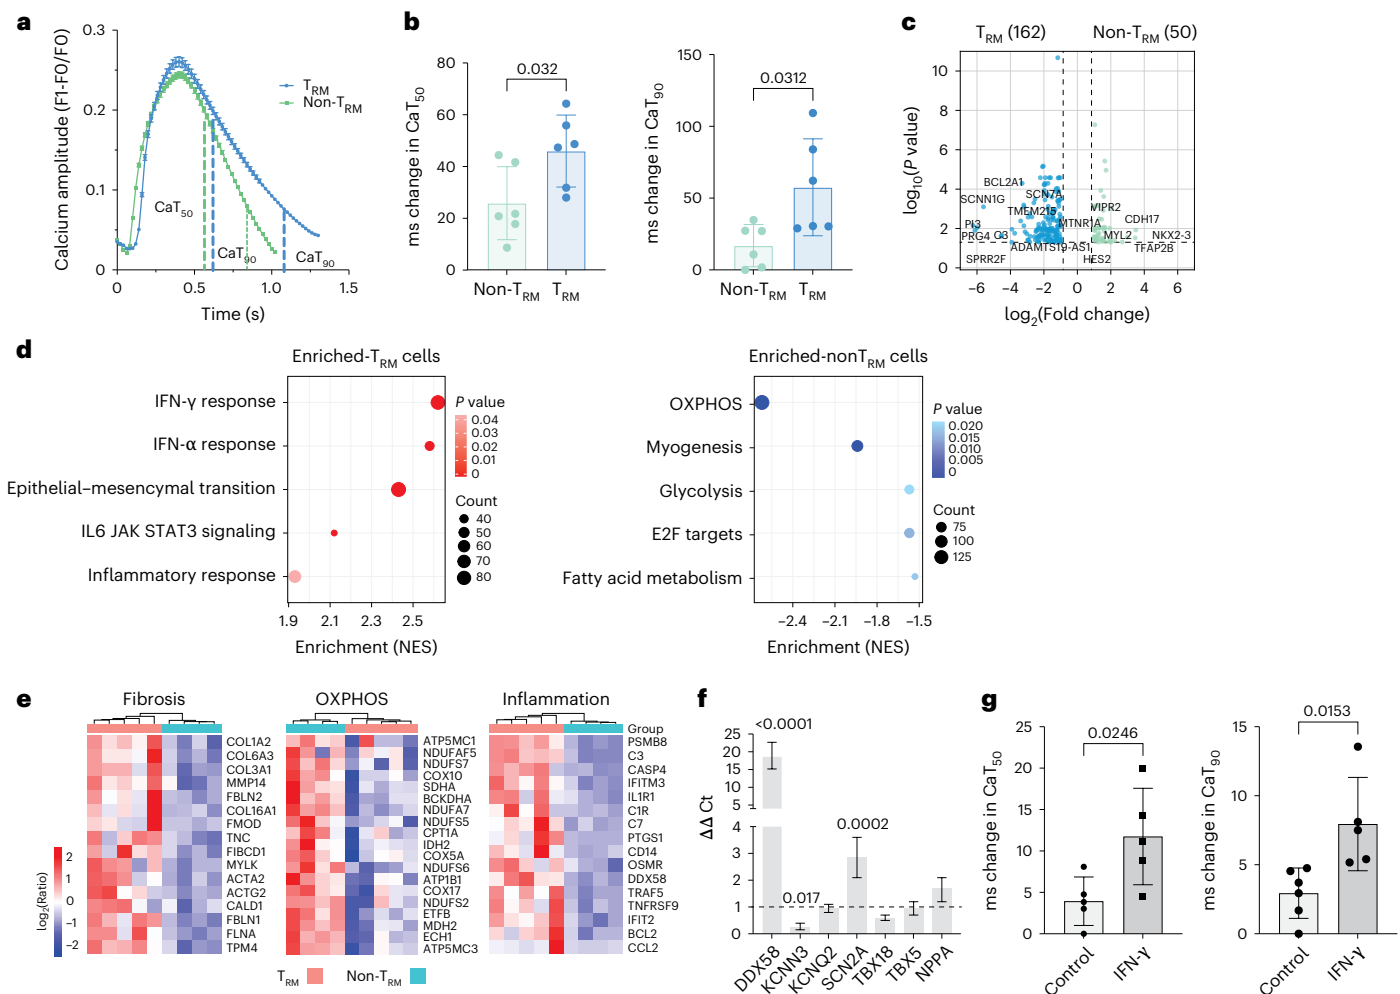 a
0.3
0.2
0.1
0
Calcium amplitude (F1-F0/F0)
TRM
Non-TRM
CaT50
CaT90
CaT90
0 0.5 1.0 1.5
Time (s)
b
80
60
40
20
0
ms change in CaT50
0.032
Non-TRM TRM
150
100
50
0
ms change in CaT90
0.0312
Non-TRM TRM
c
TRM (162) Non-TRM (50)
10
8
6
4
2
0
log10(P value)
BCL2A1
SCN7A
SCNN1G
TMEM215
VIPR2
MTNR1A
CDH17
PI3
PRG4
C3
MYL2
NKX2-3
ADAMTS19-AS1
TFAP2B
SPRR2F
HES2
−6 −4 −2 0 2 4 6
log2(Fold change)
d
Enriched-TRM cells
IFN-γ response
IFN-α response
Epithelial–mesencymal transition
IL6 JAK STAT3 signaling
Inflammatory response
1.9 2.1 2.3 2.5
Enrichment (NES)
P value
0.04
0.03
0.02
0.01
0
Count
40
50
60
70
80
Enriched-nonTRM cells
OXPHOS
Myogenesis
Glycolysis
E2F targets
Fatty acid metabolism
−2.4 −2.1 −1.8 −1.5
Enrichment (NES)
P value
0.020
0.015
0.010
0.005
0
Count
75
100
125
e
Fibrosis
COL1A2
COL6A3
COL3A1
MMP14
FBLN2
COL16A1
FMOD
TNC
FIBCD1
MYLK
ACTA2
ACTG2
CALD1
FBLN1
FLNA
TPM4
log2(Ratio)
2
1
0
−1
−2
OXPHOS
ATP5MC1
NDUFAF5
NDUFS7
COX10
SDHA
BCKDHA
NDUFA7
NDUFS5
CPT1A
IDH2
COX5A
NDUFS6
ATP1B1
COX17
NDUFS2
ETFB
MDH2
ECH1
ATP5MC3
Inflammation
Group
PSMB8
C3
CASP4
IFITM3
IL1R1
C1R
C7
PTGS1
CD14
OSMR
DDX58
TRAF5
TNFRSF9
IFIT2
BCL2
CCL2
TRM Non-TRM
f
<0.0001
25
20
15
10
5
4
3
2
1
0
ΔΔ Ct
0.017
0.0002
DDX58 KCNN3 KCNQ2 SCN2A TBX18 TBX5 NPPA
g
25
20
15
10
5
0
ms change in CaT50
0.0246
Control IFN-γ
15
10
5
0
ms change in CaT90
0.0153
Control IFN-γ